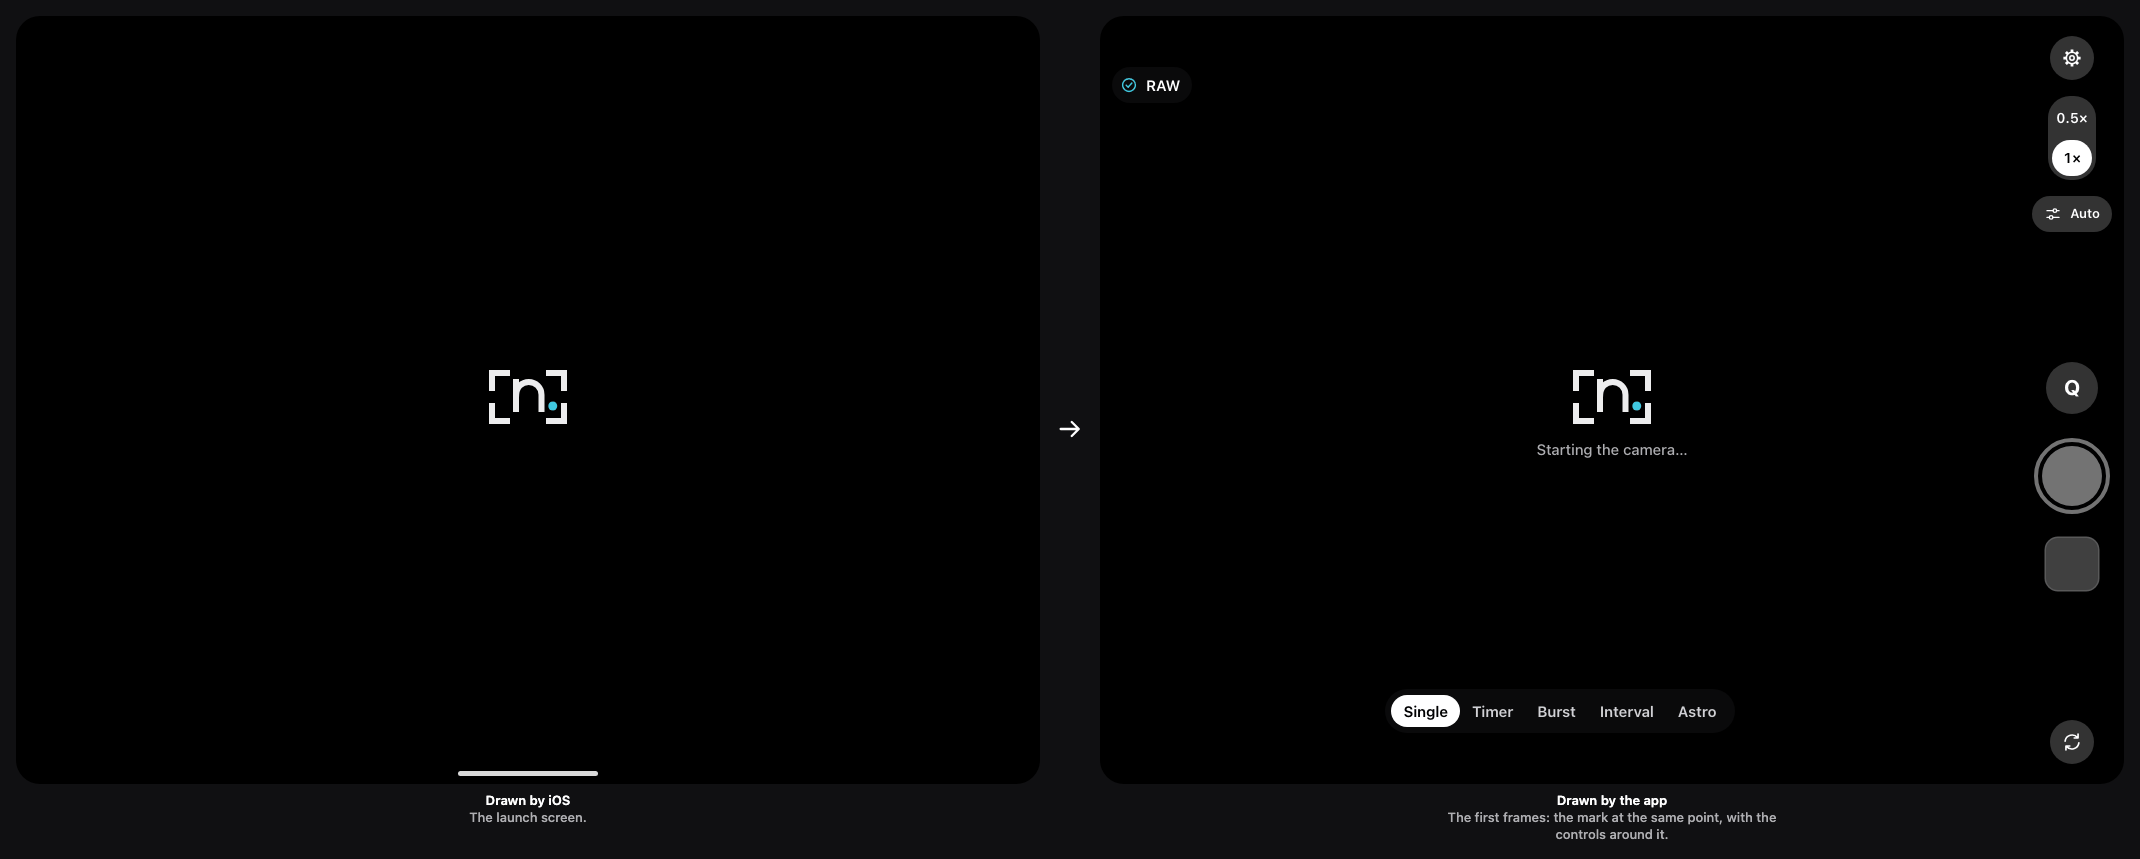 n.
Drawn by iOS
The launch screen.
RAW
0.5×
1×
Auto
n.
Starting the camera...
Q
Single Timer Burst Interval Astro
Drawn by the app
The first frames: the mark at the same point, with the
controls around it.